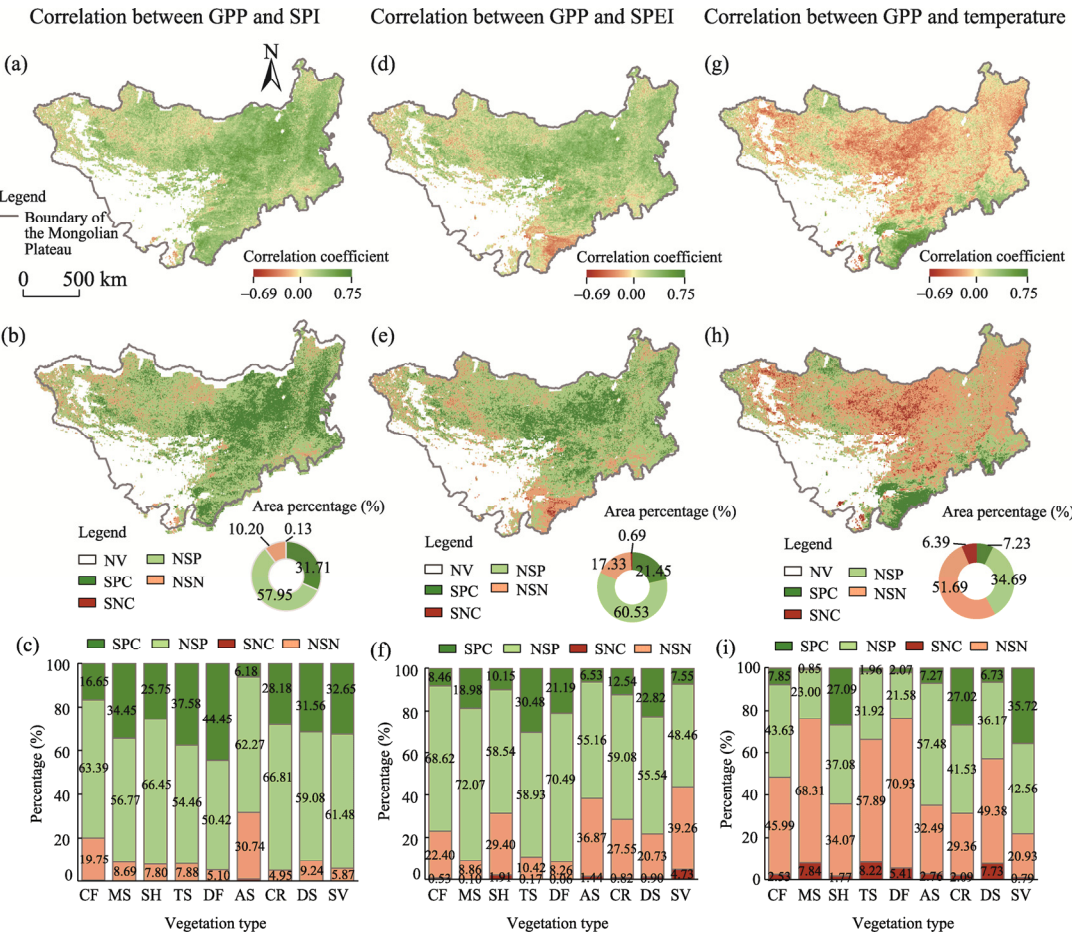 Correlation between GPP and SPI
Correlation between GPP and SPEI
Correlation between GPP and temperature
(a)
N
(d)
(g)
Legend
Boundary of
the Mongolian
Plateau
0 500 km
Correlation coefficient
–0.69 0.00 0.75
Correlation coefficient
–0.69 0.00 0.75
Correlation coefficient
–0.69 0.00 0.75
(b)
(e)
(h)
Legend
NV NSP
SPC NSN
SNC
Area percentage (%)
10.20 0.13
31.71
57.95
Legend
NV NSP
SPC NSN
SNC
Area percentage (%)
0.69
17.33 21.45
60.53
Legend
NV NSP
SPC NSN
SNC
Area percentage (%)
6.39 7.23
51.69 34.69
(c)
SPC NSP SNC NSN
Percentage (%)
100
80
60
40
20
0
16.65 34.45 25.75 37.58 44.45 6.18 28.18 31.56 32.65
63.39 56.77 66.45 54.46 50.42 62.27 66.81 59.08 61.48
19.75 8.69 7.80 7.88 5.10 30.74 4.95 9.24 5.87
CF MS SH TS DF AS CR DS SV
Vegetation type
(f)
SPC NSP SNC NSN
Percentage (%)
100
80
60
40
20
0
8.46 18.98 10.15 30.48 21.19 6.53 12.54 22.82 7.55
68.62 72.07 58.54 58.93 70.49 55.16 59.08 55.54 48.46
22.40 8.86 29.40 10.42 8.26 36.87 27.55 20.73 39.26
0.53 0.10 1.91 0.17 0.06 1.44 0.82 0.90 4.73
CF MS SH TS DF AS CR DS SV
Vegetation type
(i)
SPC NSP SNC NSN
Percentage (%)
100
80
60
40
20
0
7.85 0.85 27.09 1.96 2.07 7.27 27.02 6.73 35.72
43.63 23.00 37.08 31.92 21.58 57.48 41.53 36.17 42.56
45.99 68.31 34.07 57.89 70.93 32.49 29.36 49.38 20.93
2.53 7.84 1.77 8.22 5.41 2.76 2.09 7.73 0.79
CF MS SH TS DF AS CR DS SV
Vegetation type